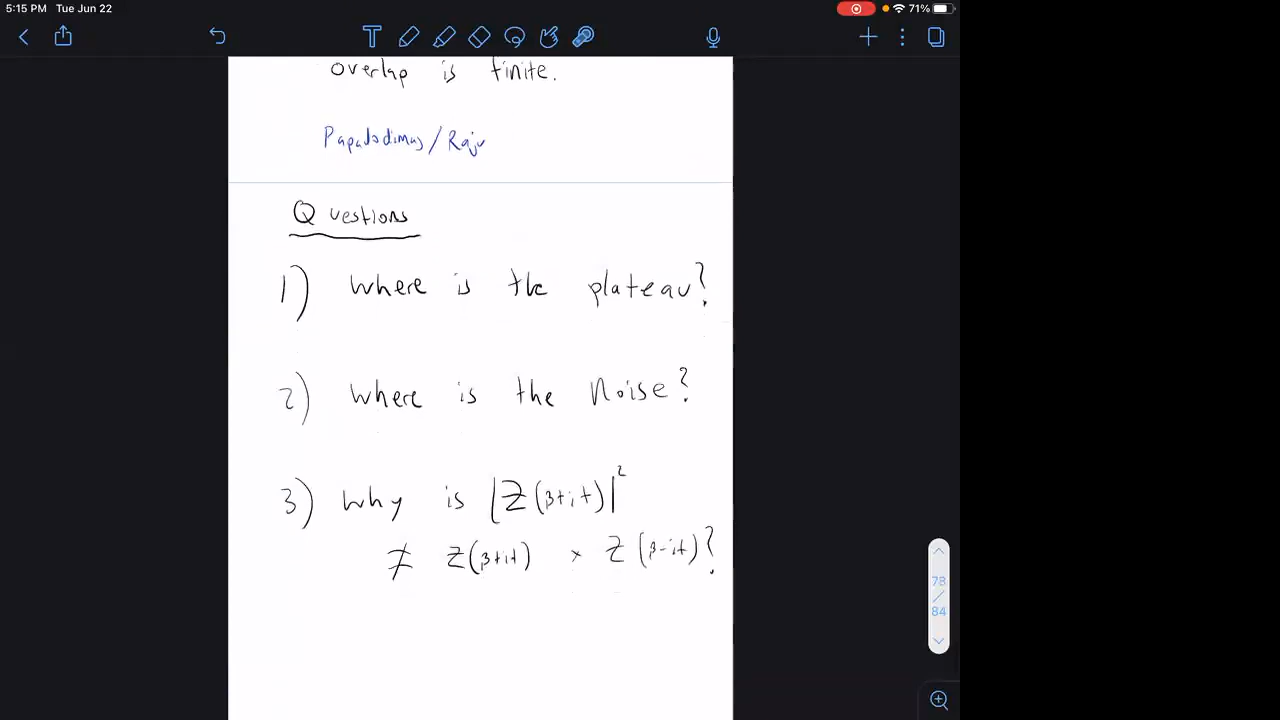 5:15 PM Tue Jun 22
71%
overlap is finite.
Papadodimas/Raju
Questions
1) Where is the plateau?
2) Where is the Noise?
3) Why is |Z(β+it)|²
≠ Z(β+it) × Z(β-it)?
78
/
84